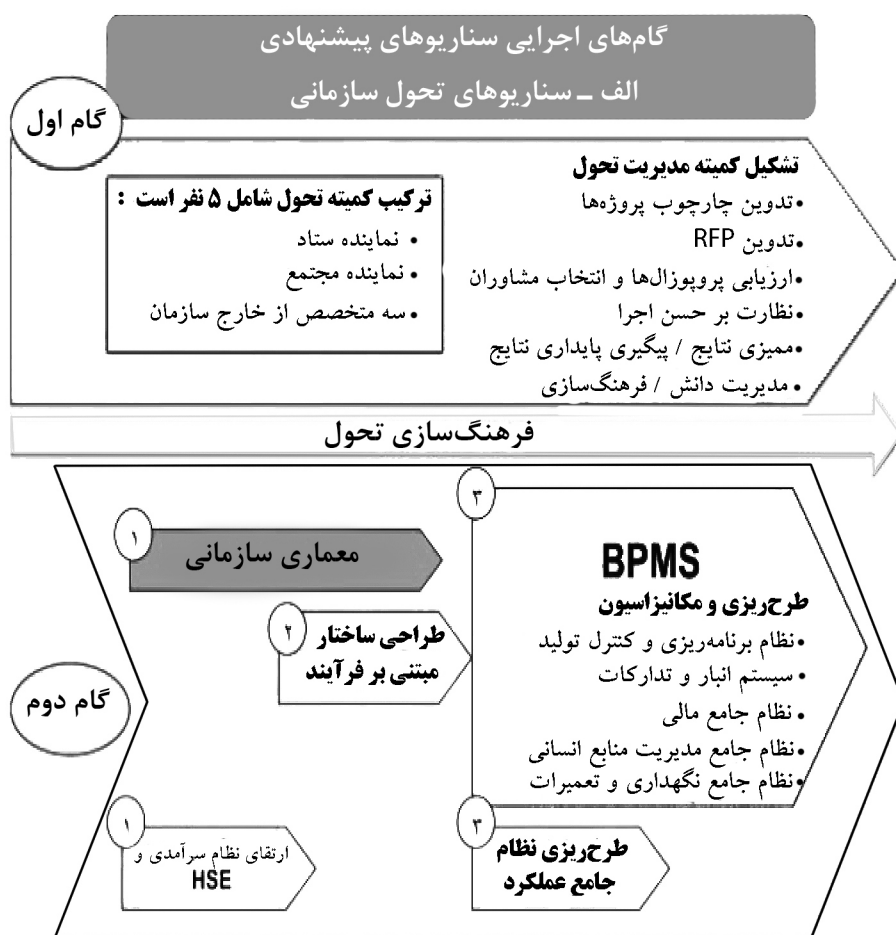 گام‌های اجرایی سناریوهای پیشنهادی
الف ـ سناریوهای تحول سازمانی
گام اول
تشکیل کمیته مدیریت تحول
•تدوین چارچوب پروژه‌ها
•تدوین RFP
•ارزیابی پروپوزال‌ها و انتخاب مشاوران
•نظارت بر حسن اجرا
•ممیزی نتایج / پیگیری پایداری نتایج
• مدیریت دانش / فرهنگ‌سازی
ترکیب کمیته تحول شامل ۵ نفر است :
• نماینده ستاد
• نماینده مجتمع
• سه متخصص از خارج سازمان
فرهنگ‌سازی تحول
گام دوم
۱
معماری سازمانی
۲
طراحی ساختار
مبتنی بر فرآیند
۳
BPMS
طرح‌ریزی و مکانیزاسیون
•نظام برنامه‌ریزی و کنترل تولید
• سیستم انبار و تدارکات
• نظام جامع مالی
•نظام جامع مدیریت منابع انسانی
•نظام جامع نگهداری و تعمیرات
۱
ارتقای نظام سرآمدی و
HSE
۳
طرح‌ریزی نظام
جامع عملکرد